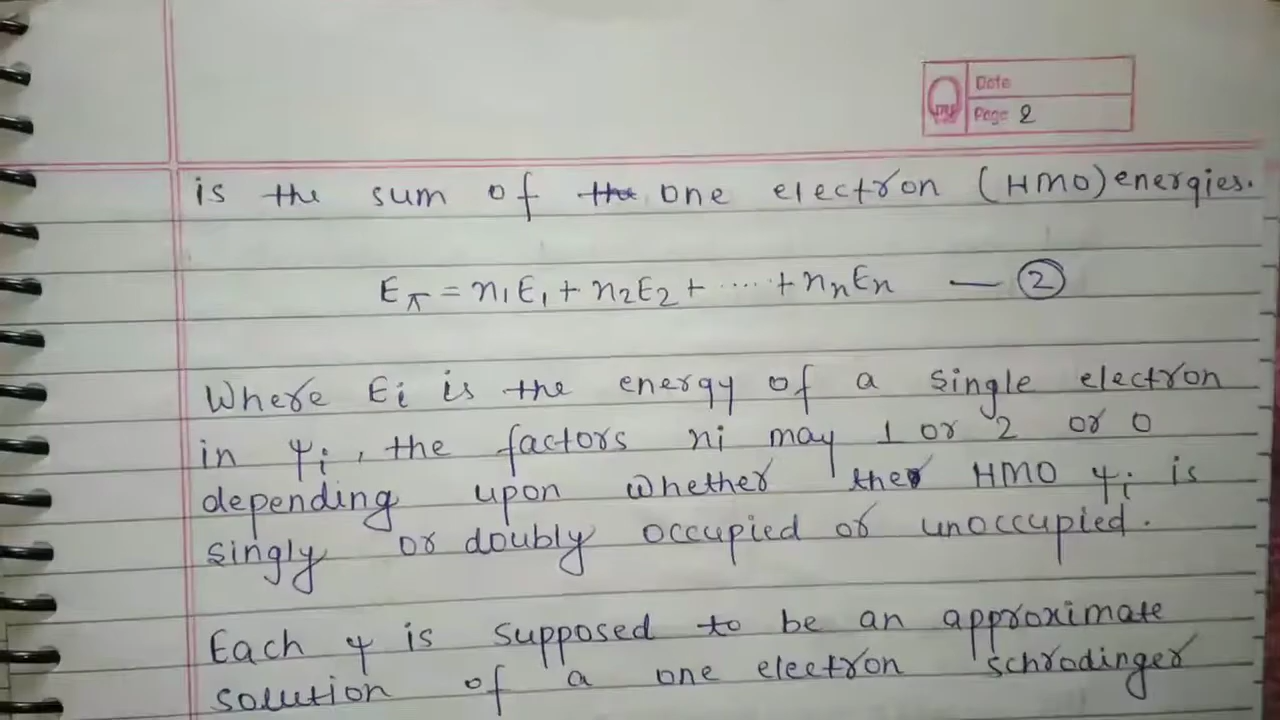 Date
Page 2
is the sum of the one electron (HMO) energies.
Eπ = n1E1 + n2E2 + ..... + nnEn — ②
Where Ei is the energy of a single electron
in ψi, the factors ni may 1 or 2 or 0
depending upon whether the HMO ψi is
singly or doubly occupied or unoccupied.
Each ψ is supposed to be an approximate
solution of a one electron schrodinger